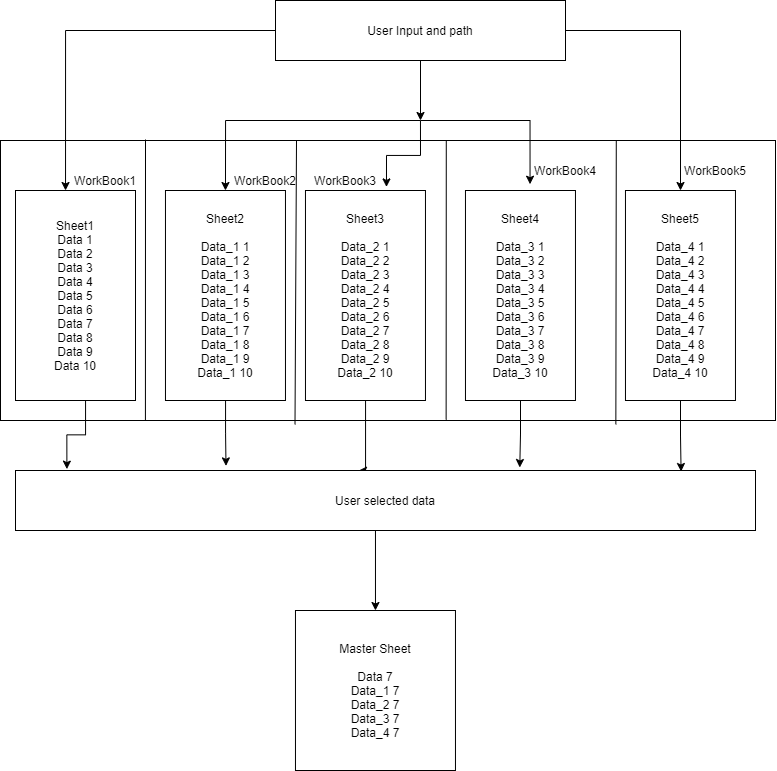 User Input and path
WorkBook1
WorkBook2
WorkBook3
WorkBook4
WorkBook5
Sheet1
Data 1
Data 2
Data 3
Data 4
Data 5
Data 6
Data 7
Data 8
Data 9
Data 10
Sheet2
Data_1 1
Data_1 2
Data_1 3
Data_1 4
Data_1 5
Data_1 6
Data_1 7
Data_1 8
Data_1 9
Data_1 10
Sheet3
Data_2 1
Data_2 2
Data_2 3
Data_2 4
Data_2 5
Data_2 6
Data_2 7
Data_2 8
Data_2 9
Data_2 10
Sheet4
Data_3 1
Data_3 2
Data_3 3
Data_3 4
Data_3 5
Data_3 6
Data_3 7
Data_3 8
Data_3 9
Data_3 10
Sheet5
Data_4 1
Data_4 2
Data_4 3
Data_4 4
Data_4 5
Data_4 6
Data_4 7
Data_4 8
Data_4 9
Data_4 10
User selected data
Master Sheet
Data 7
Data_1 7
Data_2 7
Data_3 7
Data_4 7